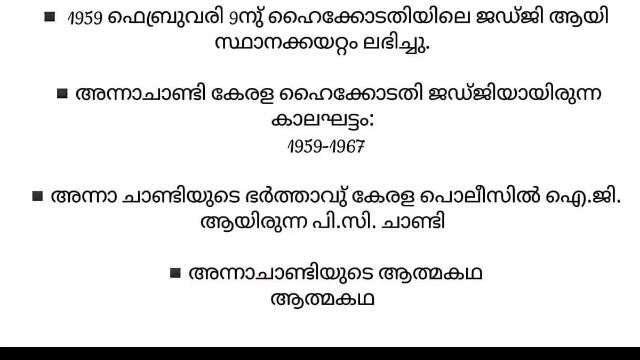 ▪ 1959 ഫെബ്രുവരി 9ന് ഹൈക്കോടതിയിലെ ജഡ്ജി ആയി
സ്ഥാനക്കയറ്റം ലഭിച്ചു.
▪ അന്നാചാണ്ടി കേരള ഹൈക്കോടതി ജഡ്ജിയായിരുന്ന
കാലഘട്ടം:
1959-1967
▪ അന്നാ ചാണ്ടിയുടെ ഭർത്താവു് കേരള പൊലീസിൽ ഐ.ജി.
ആയിരുന്ന പി.സി. ചാണ്ടി
▪ അന്നാചാണ്ടിയുടെ ആത്മകഥ
ആത്മകഥ